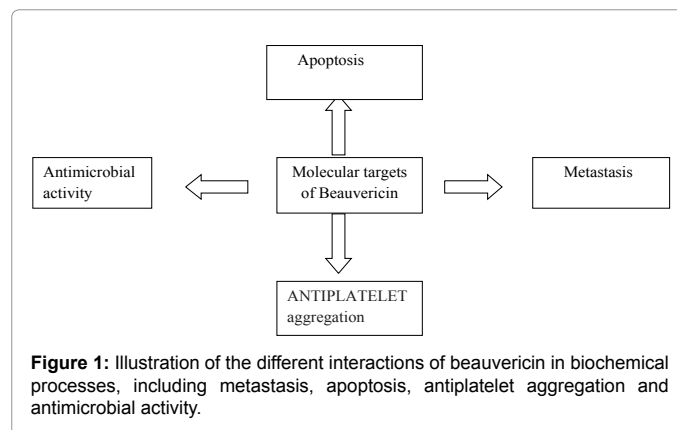 Apoptosis
Antimicrobial
activity
Molecular targets
of Beauvericin
Metastasis
ANTIPLATELET
aggregation
Figure 1: Illustration of the different interactions of beauvericin in biochemical
processes, including metastasis, apoptosis, antiplatelet aggregation and
antimicrobial activity.